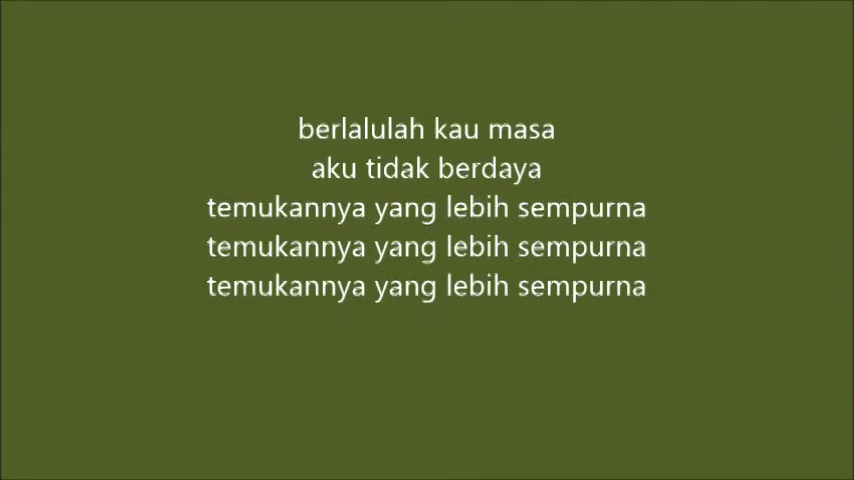 berlalulah kau masa
aku tidak berdaya
temukannya yang lebih sempurna
temukannya yang lebih sempurna
temukannya yang lebih sempurna